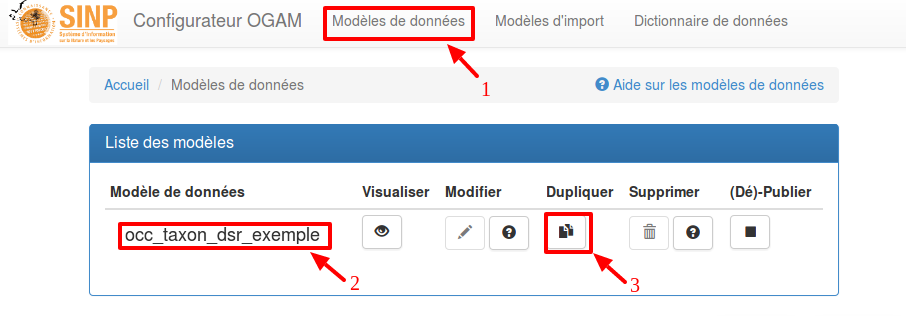 SINP
Système d'Information
sur la Nature et les Paysages
Configurateur OGAM
Modèles de données
Modèles d'import
Dictionnaire de données
1
Accueil / Modèles de données
Aide sur les modèles de données
Liste des modèles
Modèle de données Visualiser Modifier Dupliquer Supprimer (Dé)-Publier
occ_taxon_dsr_exemple
2
3